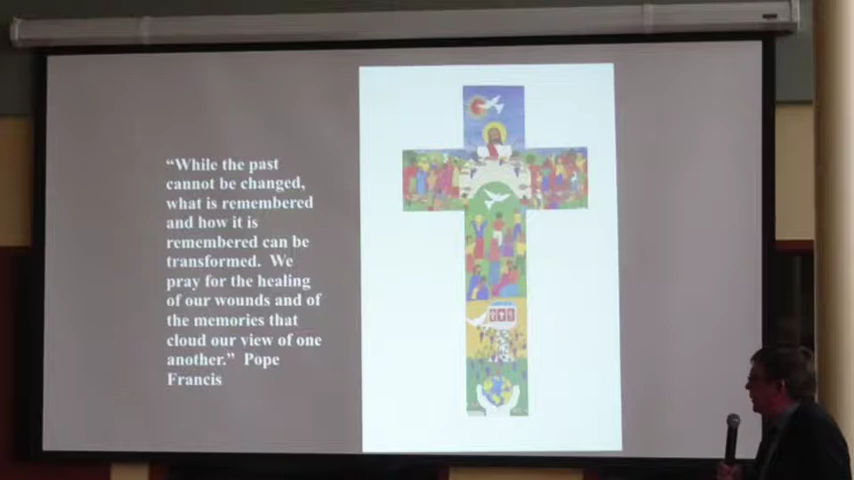 “While the past
cannot be changed,
what is remembered
and how it is
remembered can be
transformed.  We
pray for the healing
of our wounds and of
the memories that
cloud our view of one
another.”  Pope
Francis